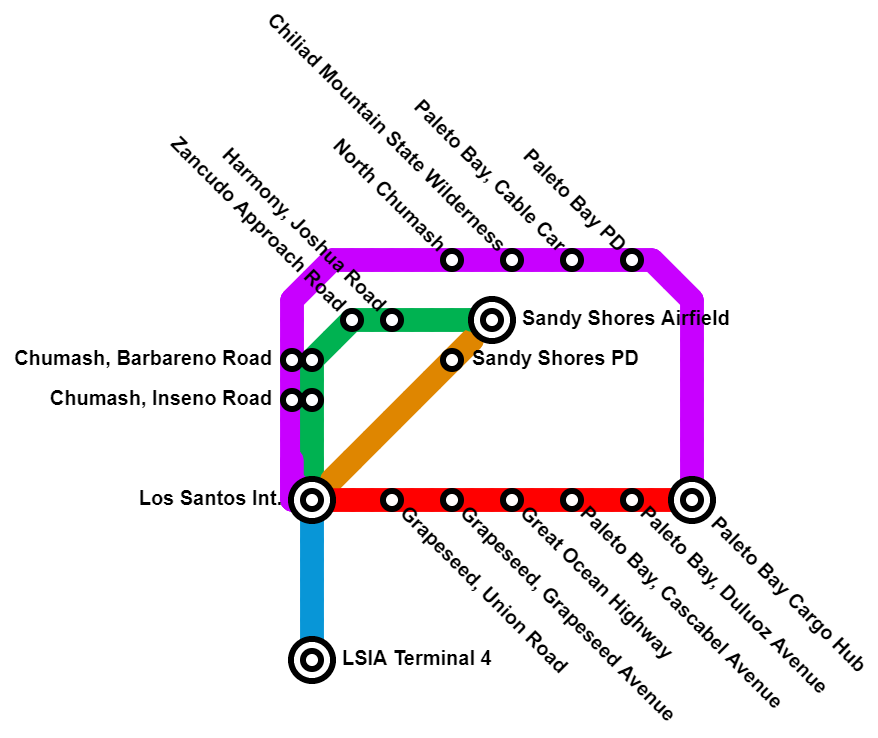 Chiliad Mountain State Wilderness
Paleto Bay, Cable Car
North Chumash
Paleto Bay PD
Harmony, Joshua Road
Zancudo Approach Road
Sandy Shores Airfield
Chumash, Barbareno Road
Sandy Shores PD
Chumash, Inseno Road
Los Santos Int.
Grapeseed, Union Road
Grapeseed, Grapeseed Avenue
Great Ocean Highway
Paleto Bay, Cascabel Avenue
Paleto Bay, Duluoz Avenue
Paleto Bay Cargo Hub
LSIA Terminal 4